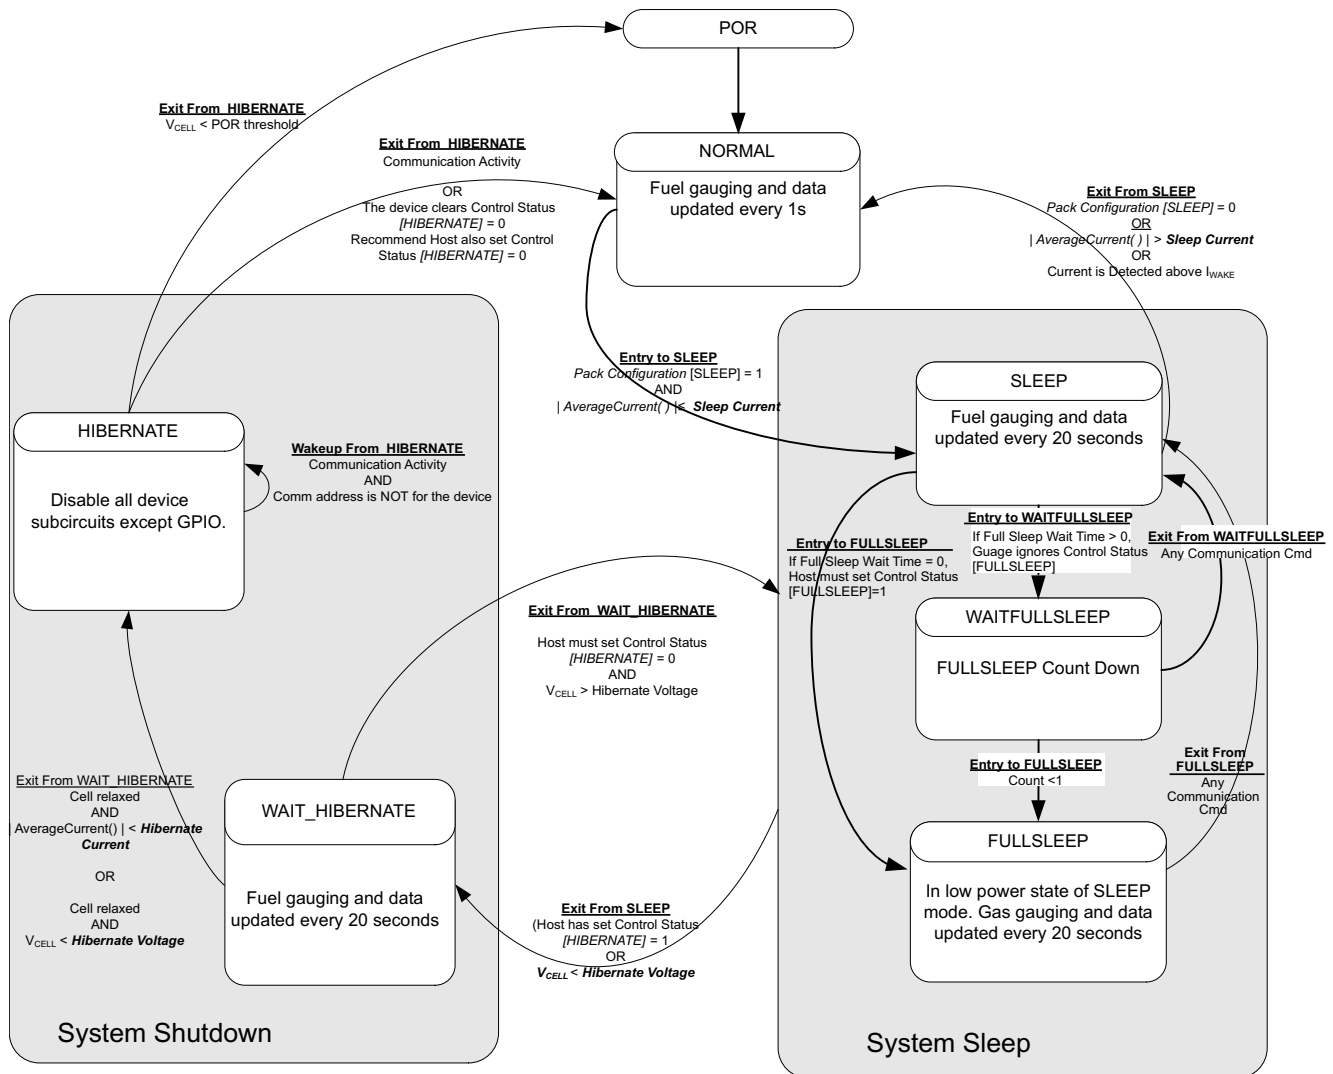 POR
Exit From HIBERNATE
VCELL < POR threshold
Exit From HIBERNATE
Communication Activity
OR
The device clears Control Status
[HIBERNATE] = 0
Recommend Host also set Control
Status [HIBERNATE] = 0
NORMAL
Fuel gauging and data
updated every 1s
Exit From SLEEP
Pack Configuration [SLEEP] = 0
OR
| AverageCurrent( ) | > Sleep Current
OR
Current is Detected above IWAKE
Entry to SLEEP
Pack Configuration [SLEEP] = 1
AND
| AverageCurrent( ) |≤ Sleep Current
HIBERNATE
Disable all device
subcircuits except GPIO.
Wakeup From HIBERNATE
Communication Activity
AND
Comm address is NOT for the device
SLEEP
Fuel gauging and data
updated every 20 seconds
Entry to FULLSLEEP
If Full Sleep Wait Time = 0,
Host must set Control Status
[FULLSLEEP]=1
Entry to WAITFULLSLEEP
If Full Sleep Wait Time > 0,
Guage ignores Control Status
[FULLSLEEP]
Exit From WAITFULLSLEEP
Any Communication Cmd
WAITFULLSLEEP
FULLSLEEP Count Down
Exit From WAIT_HIBERNATE
Host must set Control Status
[HIBERNATE] = 0
AND
VCELL > Hibernate Voltage
Entry to FULLSLEEP
Count <1
Exit From
FULLSLEEP
Any
Communication
Cmd
Exit From WAIT_HIBERNATE
Cell relaxed
AND
| AverageCurrent() | < Hibernate
Current
OR
Cell relaxed
AND
VCELL < Hibernate Voltage
WAIT_HIBERNATE
Fuel gauging and data
updated every 20 seconds
Exit From SLEEP
(Host has set Control Status
[HIBERNATE] = 1
OR
VCELL < Hibernate Voltage
FULLSLEEP
In low power state of SLEEP
mode. Gas gauging and data
updated every 20 seconds
System Shutdown
System Sleep